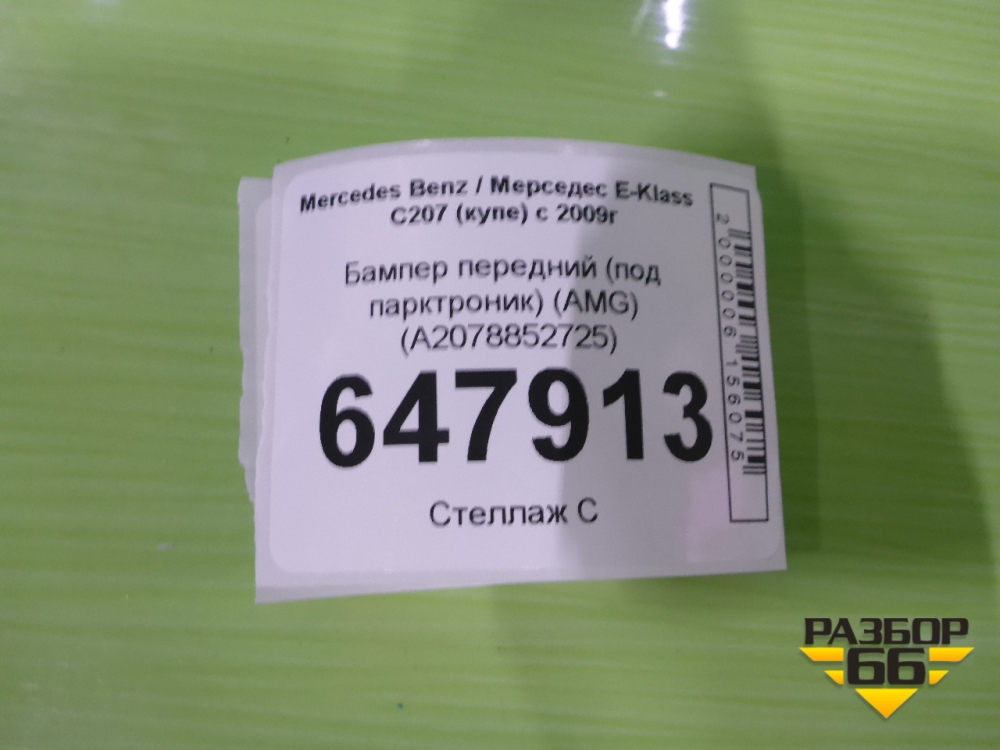 Mercedes Benz / Мерседес E-Klass
C207 (купе) с 2009г
Бампер передний (под
парктроник) (AMG)
(A2078852725)
647913
Стеллаж С
2000006156075
РАЗБОР
66